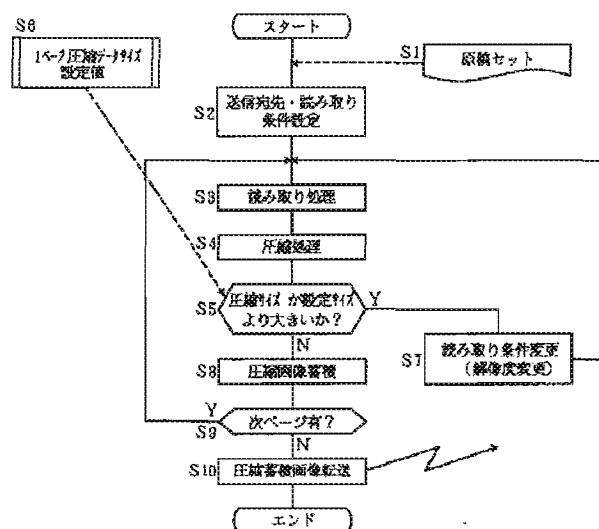 スタート
S6
1ページ圧縮データサイズ
設定値
S1
原稿セット
S2
送信宛先・読み取り
条件設定
S3
読み取り処理
S4
圧縮処理
S5
圧縮サイズ が設定サイズ
より大きいか?
Y
N
S7
読み取り条件変更
(解像度変更)
S8
圧縮画像蓄積
Y
S9
次ページ有?
N
S10
圧縮蓄積画像転送
エンド